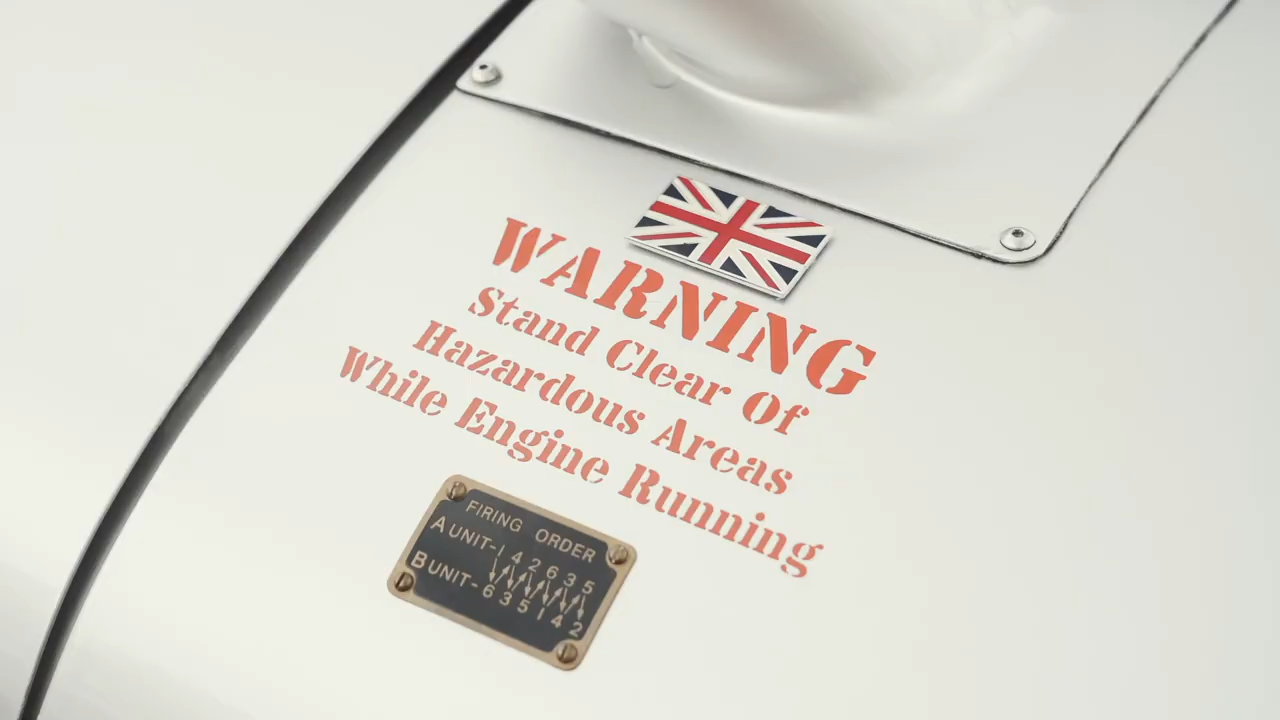 WARNING
Stand Clear Of
Hazardous Areas
While Engine Running
FIRING ORDER
A UNIT-1 4 2 6 3 5
B UNIT-6 3 5 1 4 2